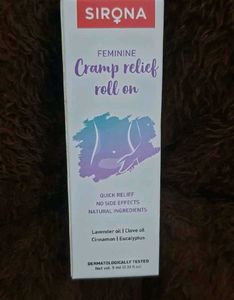 SIRONA
FEMININE
Cramp relief
roll on
QUICK RELIEF
NO SIDE EFFECTS
NATURAL INGREDIENTS
Lavender oil | Clove oil
Cinnamon | Eucalyptus
DERMATOLOGICALLY TESTED